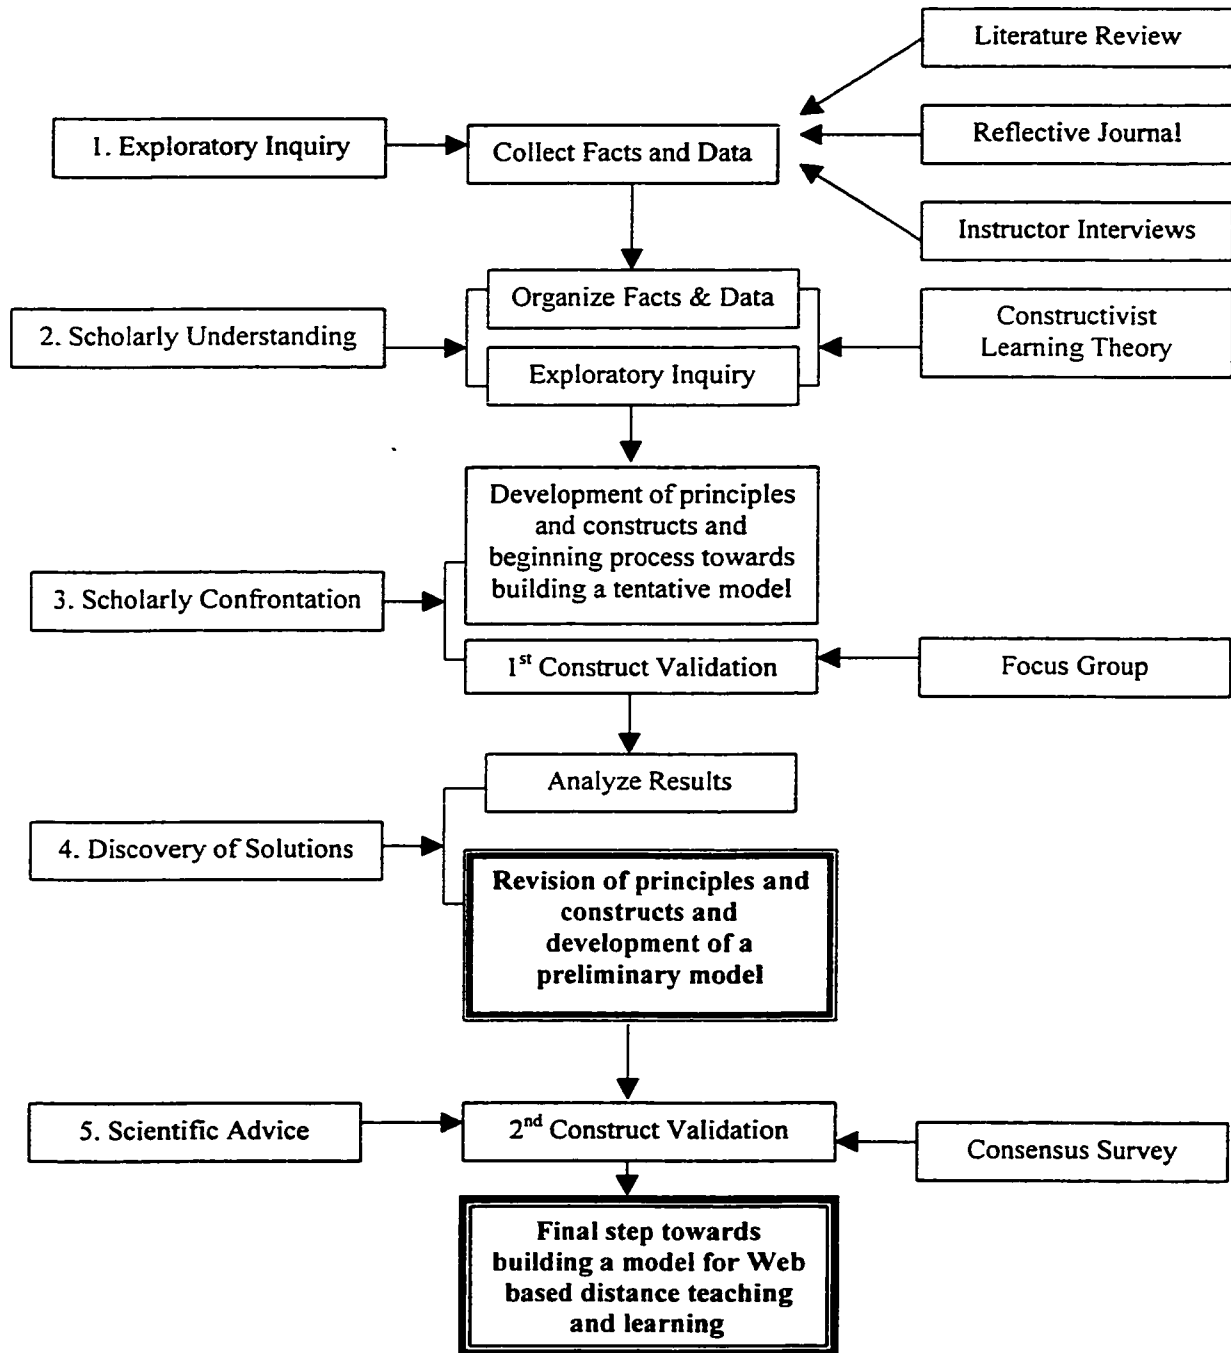 Literature Review
1. Exploratory Inquiry
Collect Facts and Data
Reflective Journal
Instructor Interviews
Organize Facts & Data
2. Scholarly Understanding
Exploratory Inquiry
Constructivist
Learning Theory
Development of principles
and constructs and
beginning process towards
building a tentative model
3. Scholarly Confrontation
1st Construct Validation
Focus Group
Analyze Results
4. Discovery of Solutions
Revision of principles and
constructs and
development of a
preliminary model
5. Scientific Advice
2nd Construct Validation
Consensus Survey
Final step towards
building a model for Web
based distance teaching
and learning